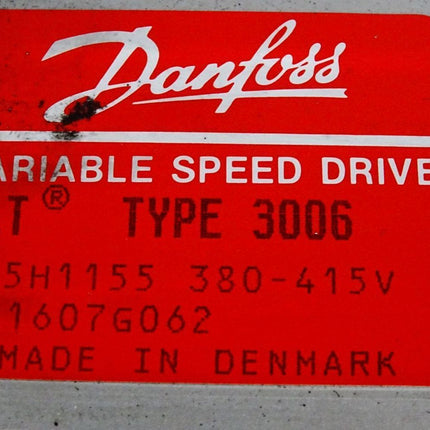 Danfoss
ARIABLE SPEED DRIVE
T® TYPE 3006
5H1155 380-415V
1607G062
MADE IN DENMARK